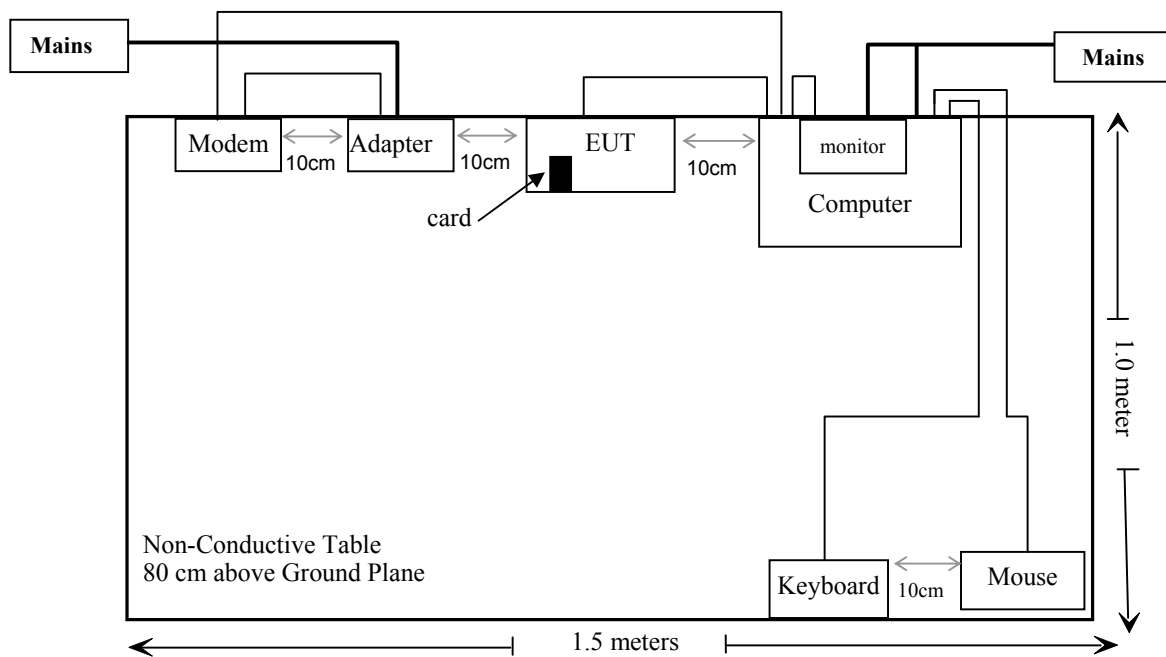 Mains
Mains
Modem
10cm
Adapter
10cm
EUT
10cm
monitor
Computer
card
1.0 meter
Non-Conductive Table
80 cm above Ground Plane
Keyboard
10cm
Mouse
1.5 meters